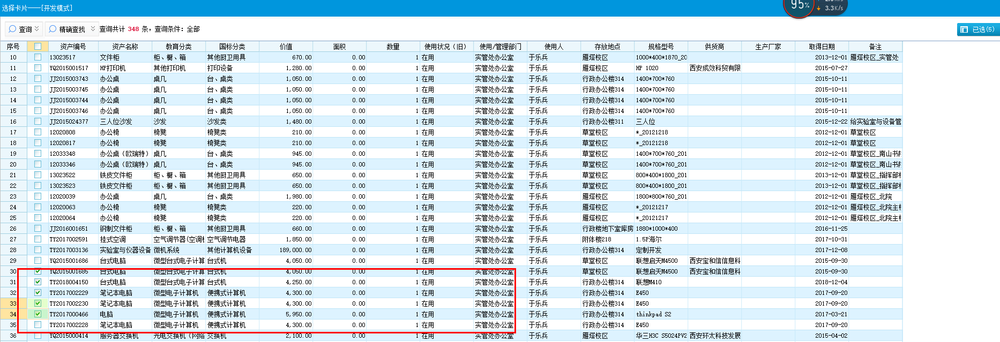 选择卡片——[开发模式]
95%
3.3K/s
查询 精确查找 查询共计 348 条，查询条件：全部
已选(5)
序号 资产编号 资产名称 教育分类 国标分类 价值 面积 数量 使用状况（旧） 使用/管理部门 使用人 存放地点 规格型号 供货商 生产厂家 取得日期 备注
10 13023517 文件柜 柜、橱、箱 其他厨卫用具 670.00 0.00 1 在用 实管处办公室 于乐兵 雁塔校区 1000*400*1870_20 2013-12-01 雁塔校区_实管处
11 YQ2015001517 HP打印机 其他打印机 打印设备 1,280.00 0.00 1 在用 实管处办公室 于乐兵 雁塔校区 HP 1020 西安成效科贸有限 2015-07-27
12 JJ2015003743 办公桌 桌几 台、桌类 1,050.00 0.00 1 在用 实管处办公室 于乐兵 行政办公楼314 1400*700*760 2015-10-11
13 JJ2015003745 办公桌 桌几 台、桌类 1,050.00 0.00 1 在用 实管处办公室 于乐兵 行政办公楼314 1400*700*760 2015-10-11
14 JJ2015003744 办公桌 桌几 台、桌类 1,050.00 0.00 1 在用 实管处办公室 于乐兵 行政办公楼314 1400*700*760 2015-10-11
15 JJ2015003746 办公桌 桌几 台、桌类 1,050.00 0.00 1 在用 实管处办公室 于乐兵 行政办公楼314 1400*700*760 2015-10-11
16 JJ2015024377 三人位沙发 沙发 沙发类 1,480.00 0.00 1 在用 实管处办公室 于乐兵 行政办公楼311 三人位 2015-12-22 给实验室与设备管
17 12020808 办公椅 椅凳 椅凳类 210.00 0.00 1 在用 实管处办公室 于乐兵 草堂校区 *_20121218 2012-12-01 草堂校区
18 12020817 办公椅 椅凳 椅凳类 210.00 0.00 1 在用 实管处办公室 于乐兵 草堂校区 *_20121218 2012-12-01 草堂校区
19 12033348 办公桌（欧瑞特） 桌几 台、桌类 945.00 0.00 1 在用 实管处办公室 于乐兵 草堂校区 1400*700*760_201 2012-12-01 草堂校区_南山书
20 12033346 办公桌（欧瑞特） 桌几 台、桌类 945.00 0.00 1 在用 实管处办公室 于乐兵 草堂校区 1400*700*760_201 2012-12-01 草堂校区_南山书
21 13023522 铁皮文件柜 柜、橱、箱 其他厨卫用具 650.00 0.00 1 在用 实管处办公室 于乐兵 草堂校区 800*400*1800_201 2013-12-01 草堂校区_指挥部
22 13023523 铁皮文件柜 柜、橱、箱 其他厨卫用具 650.00 0.00 1 在用 实管处办公室 于乐兵 草堂校区 800*400*1800_201 2013-12-01 草堂校区_指挥部
23 12020039 办公桌 桌几 台、桌类 1,980.00 0.00 1 在用 实管处办公室 于乐兵 雁塔校区 1800*800*760_201 2012-12-01 雁塔校区_北院
24 12020063 办公椅 椅凳 椅凳类 220.00 0.00 1 在用 实管处办公室 于乐兵 雁塔校区 *_20121217 2012-12-01 雁塔校区_北院主
25 12020064 办公椅 椅凳 椅凳类 220.00 0.00 1 在用 实管处办公室 于乐兵 雁塔校区 *_20121217 2012-12-01 雁塔校区_北院主
26 JJ2016001651 钢制文件柜 柜、橱、箱 其他厨卫用具 660.00 0.00 1 在用 实管处办公室 于乐兵 行政楼地下室库房 1880*1000*400 2016-11-25
27 TY2017002591 挂式空调 空气调节器(空调 空气调节电器 1,850.00 0.00 1 在用 实管处办公室 于乐兵 附体楼218 1.5P海尔 2017-10-31
28 TY2017003136 实验室与仪器设备 微机系统 其他计算机设备 189,000.00 0.00 1 在用 实管处办公室 于乐兵 行政办公楼314 定制开发 2017-12-08
29 YQ2015001686 台式电脑 微型台式电子计算 台式机 4,050.00 0.00 1 在用 实管处办公室 于乐兵 草堂校区 联想启天M4500 西安宝和信信息科 2015-09-30
30 YQ2015001685 台式电脑 微型台式电子计算 台式机 4,050.00 0.00 1 在用 实管处办公室 于乐兵 草堂校区 联想启天M4500 西安宝和信信息科 2015-09-30
31 TY2018004150 台式电脑 微型台式电子计算 台式机 4,250.00 0.00 1 在用 实管处办公室 于乐兵 行政办公楼314 联想M410 2018-12-04
32 TY2017002229 笔记本电脑 微型电子计算机 便携式计算机 4,300.00 0.00 1 在用 实管处办公室 于乐兵 行政办公楼314 E450 2017-09-20
33 TY2017002230 笔记本电脑 微型电子计算机 便携式计算机 4,300.00 0.00 1 在用 实管处办公室 于乐兵 行政办公楼314 E450 2017-09-20
34 TY2017000466 电脑 微型电子计算机 便携式计算机 5,950.00 0.00 1 在用 实管处办公室 于乐兵 行政办公楼314 thinkpad S2 2017-03-21
35 TY2017002228 笔记本电脑 微型电子计算机 便携式计算机 4,300.00 0.00 1 在用 实管处办公室 于乐兵 行政办公楼314 E450 2017-09-20
36 YQ2015000414 服务器交换机 光电交换机（网络 交换机 2,100.00 0.00 1 在用 实管处办公室 于乐兵 雁塔校区 华三H3C S5024PV2 西安环太科技发展 2015-04-02